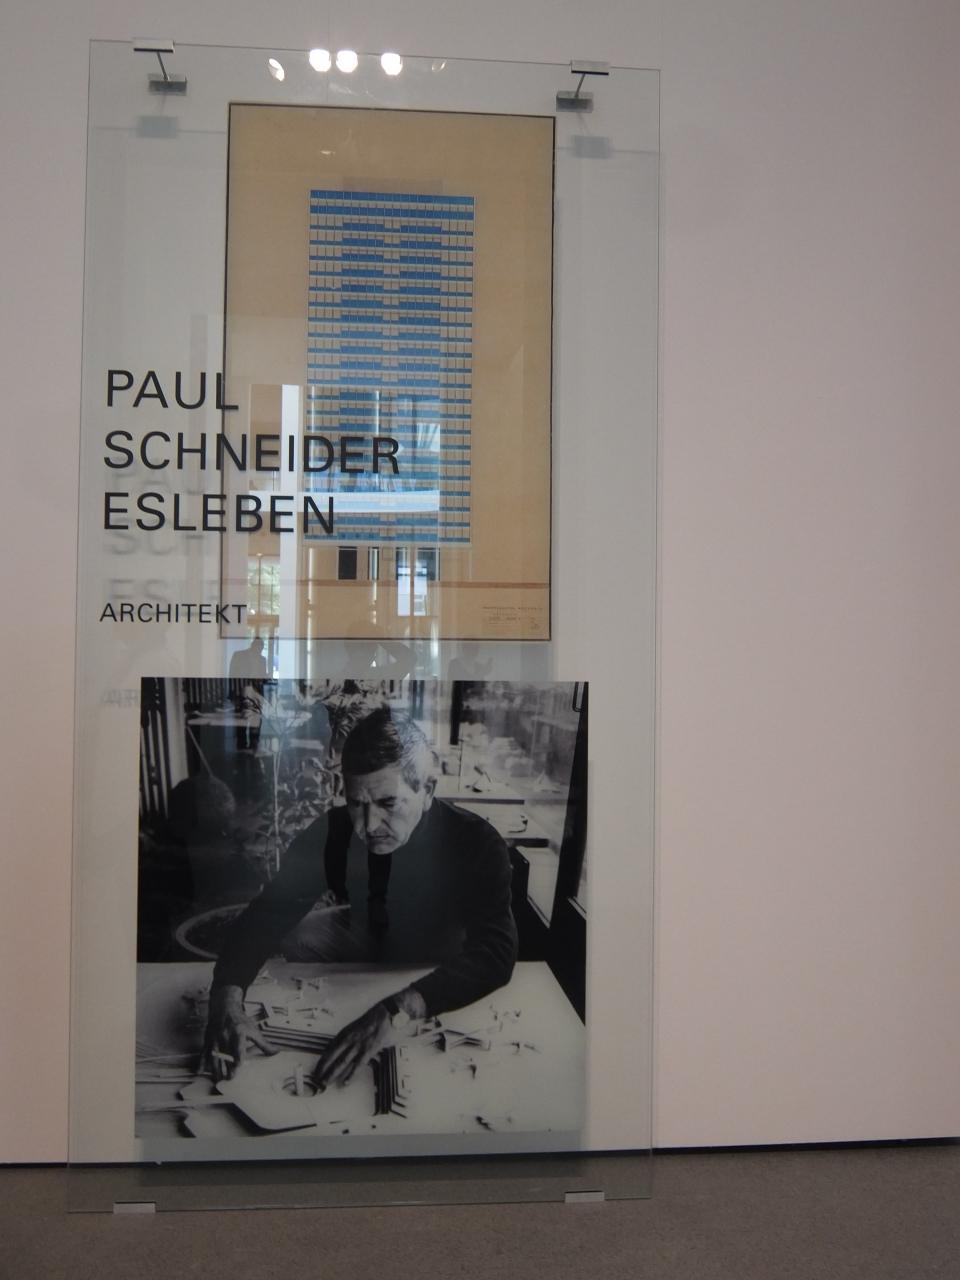 PAUL
SCHNEIDER
ESLEBEN
ARCHITEKT